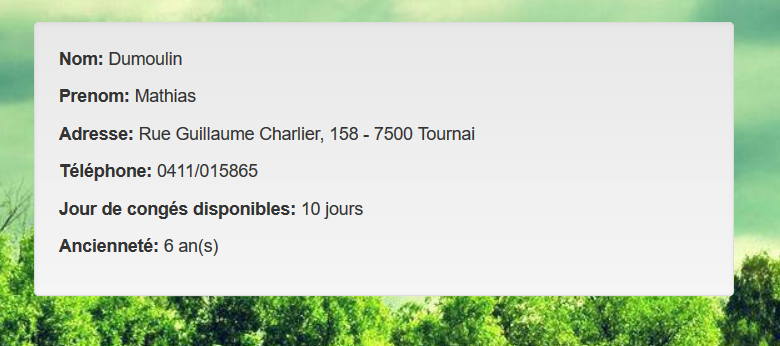 Nom: Dumoulin
Prenom: Mathias
Adresse: Rue Guillaume Charlier, 158 - 7500 Tournai
Téléphone: 0411/015865
Jour de congés disponibles: 10 jours
Ancienneté: 6 an(s)